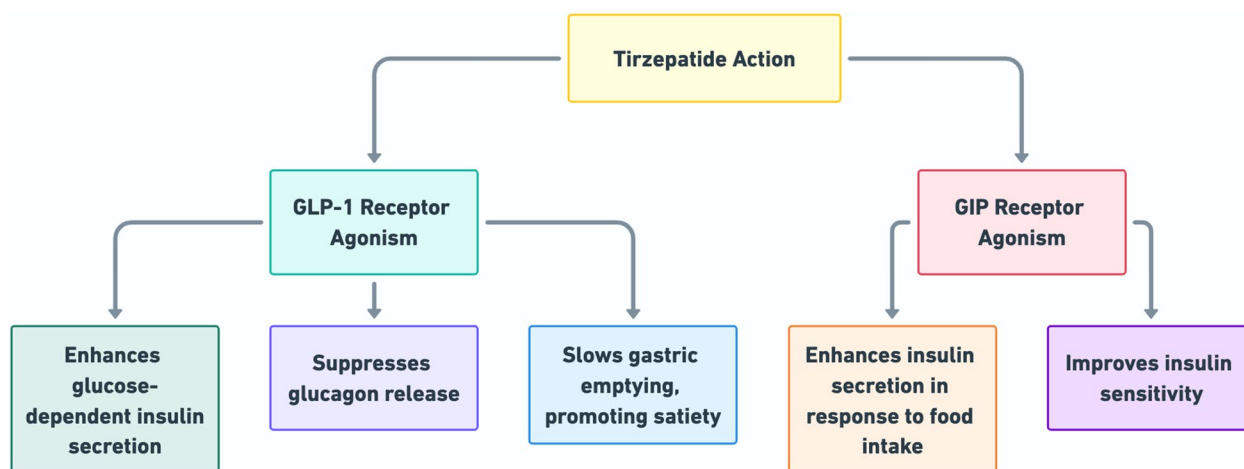 Tirzepatide Action
GLP-1 Receptor
Agonism
GIP Receptor
Agonism
Enhances
glucose-
dependent insulin
secretion
Suppresses
glucagon release
Slows gastric
emptying,
promoting satiety
Enhances insulin
secretion in
response to food
intake
Improves insulin
sensitivity